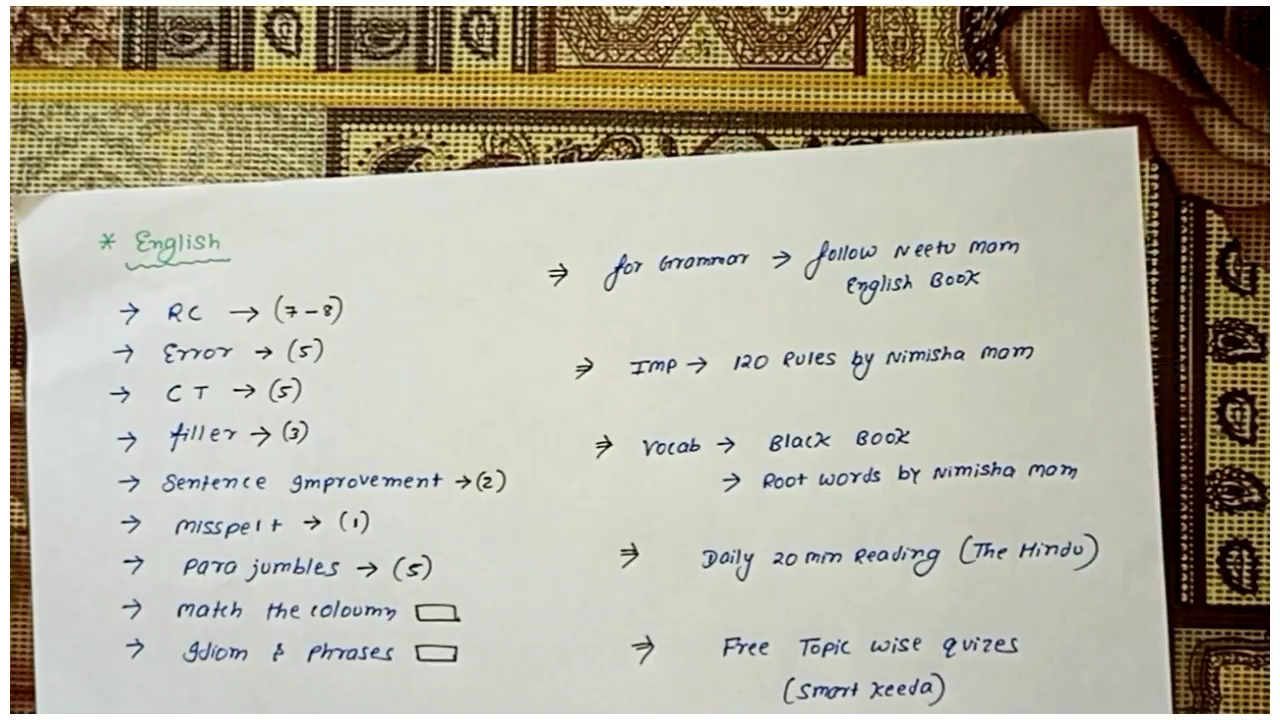 * English
→ RC → (7-8)
→ Error → (5)
→ CT → (5)
→ filler → (3)
→ Sentence Improvement → (2)
→ misspelt → (1)
→ Para jumbles → (5)
→ match the coloumn
→ Idiom & Phrases
⇒ for Grammar → follow Neetu mam
English Book
⇒ Imp → 120 Rules by Nimisha mam
⇒ Vocab → Black Book
→ Root words by Nimisha mam
⇒ Daily 20 min Reading (The Hindu)
⇒ Free Topic wise quizes
(Smart Keeda)